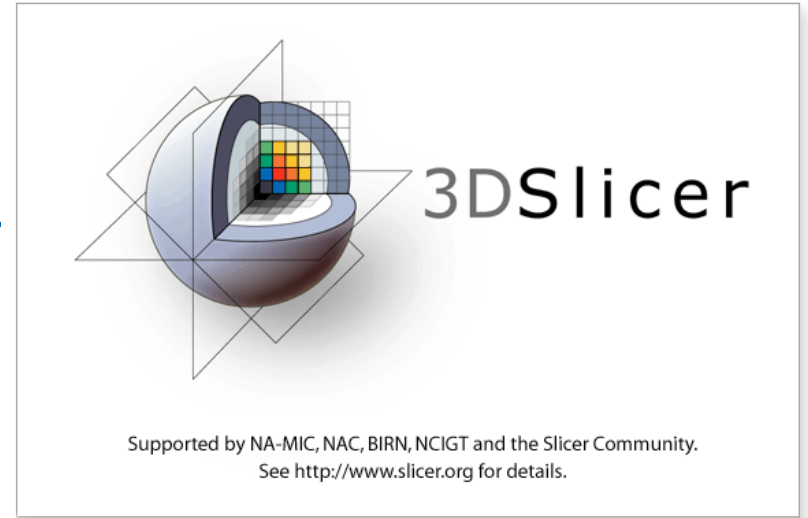 3DSlicer
Supported by NA-MIC, NAC, BIRN, NCIGT and the Slicer Community.
See http://www.slicer.org for details.